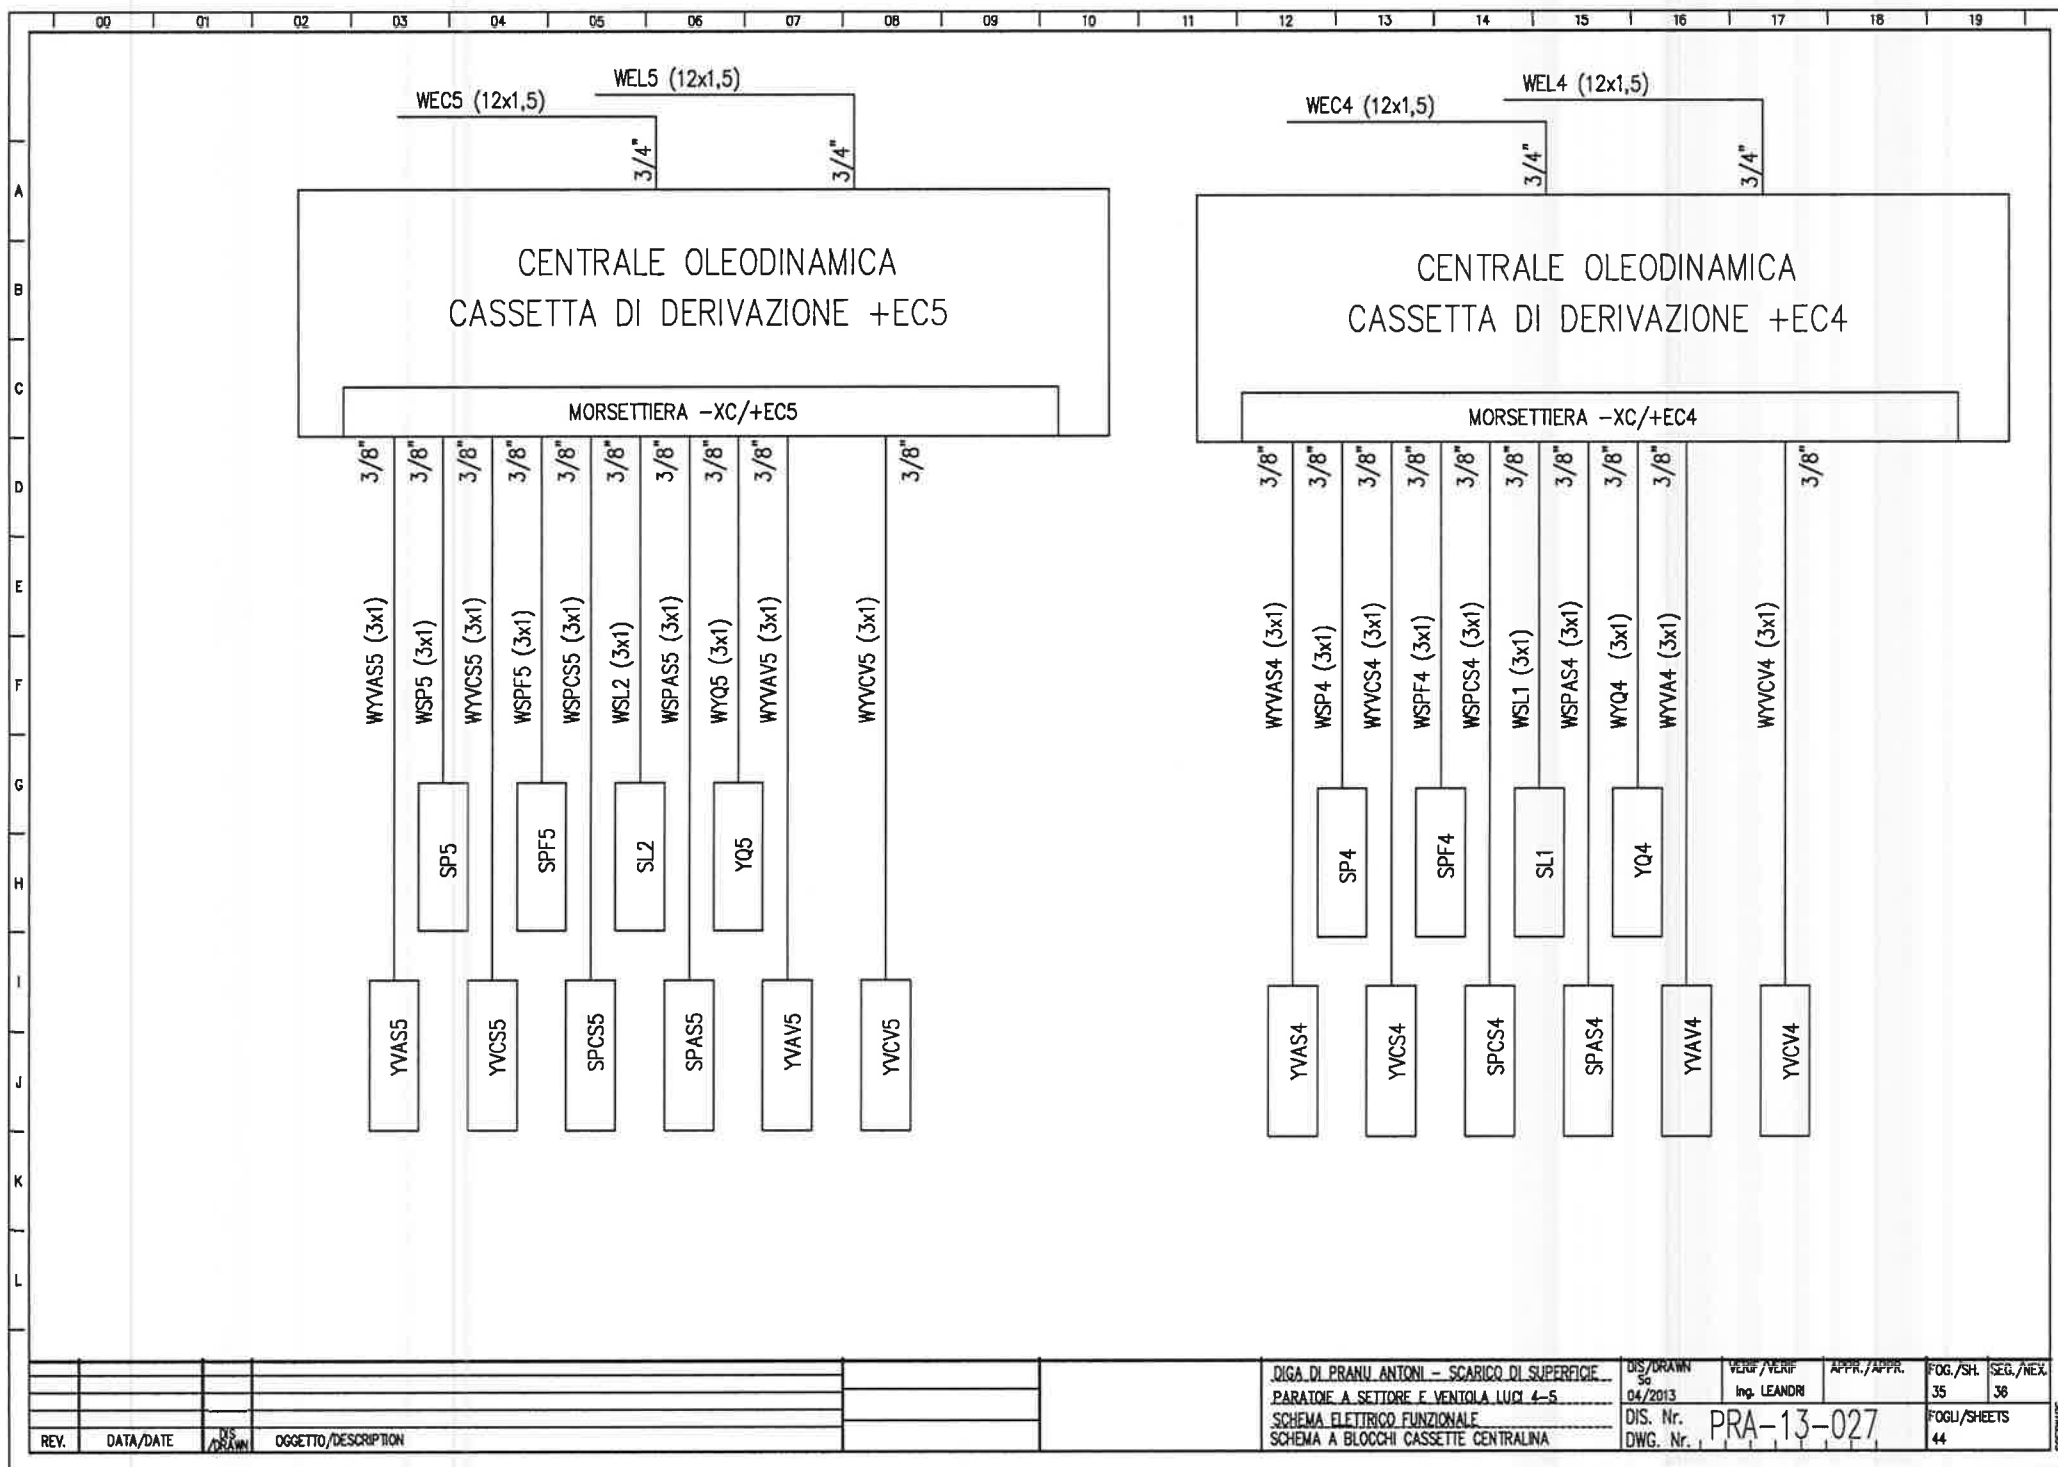 00 01 02 03 04 05 06 07 08 09 10 11 12 13 14 15 16 17 18 19
A
B
C
D
E
F
G
H
I
J
K
L
WEL5 (12x1,5)
WEC5 (12x1,5)
3/4" 3/4"
CENTRALE OLEODINAMICA
CASSETTA DI DERIVAZIONE +EC5
MORSETTIERA -XC/+EC5
3/8" 3/8" 3/8" 3/8" 3/8" 3/8" 3/8" 3/8" 3/8" 3/8"
WYVAS5 (3x1)
WSP5 (3x1)
WYVCS5 (3x1)
WSPF5 (3x1)
WSPCS5 (3x1)
WSL2 (3x1)
WSPAS5 (3x1)
WYQ5 (3x1)
WYVAV5 (3x1)
WYVCV5 (3x1)
SP5
SPF5
SL2
YQ5
YVAS5
YVCS5
SPCS5
SPAS5
YVAV5
YVCV5
WEL4 (12x1,5)
WEC4 (12x1,5)
3/4" 3/4"
CENTRALE OLEODINAMICA
CASSETTA DI DERIVAZIONE +EC4
MORSETTIERA -XC/+EC4
3/8" 3/8" 3/8" 3/8" 3/8" 3/8" 3/8" 3/8" 3/8" 3/8"
WYVAS4 (3x1)
WSP4 (3x1)
WYVCS4 (3x1)
WSPF4 (3x1)
WSPCS4 (3x1)
WSL1 (3x1)
WSPAS4 (3x1)
WYQ4 (3x1)
WYVA4 (3x1)
WYVCV4 (3x1)
SP4
SPF4
SL1
YQ4
YVAS4
YVCS4
SPCS4
SPAS4
YVAV4
YVCV4
REV. DATA/DATE DIS /DRAWN OGGETTO/DESCRIPTION
DIGA DI PRANU ANTONI - SCARICO DI SUPERFICIE
PARATOIE A SETTORE E VENTOLA LUCI 4-5
SCHEMA ELETTRICO FUNZIONALE
SCHEMA A BLOCCHI CASSETTE CENTRALINA
DIS/DRAWN
Sa
04/2013
VERIF/VERIF
Ing. LEANDRI
APPR./APPR.
FOG./SH.
35
SEG./NEX.
36
DIS. Nr.
DWG. Nr.
PRA-13-027
FOGLI/SHEETS
44